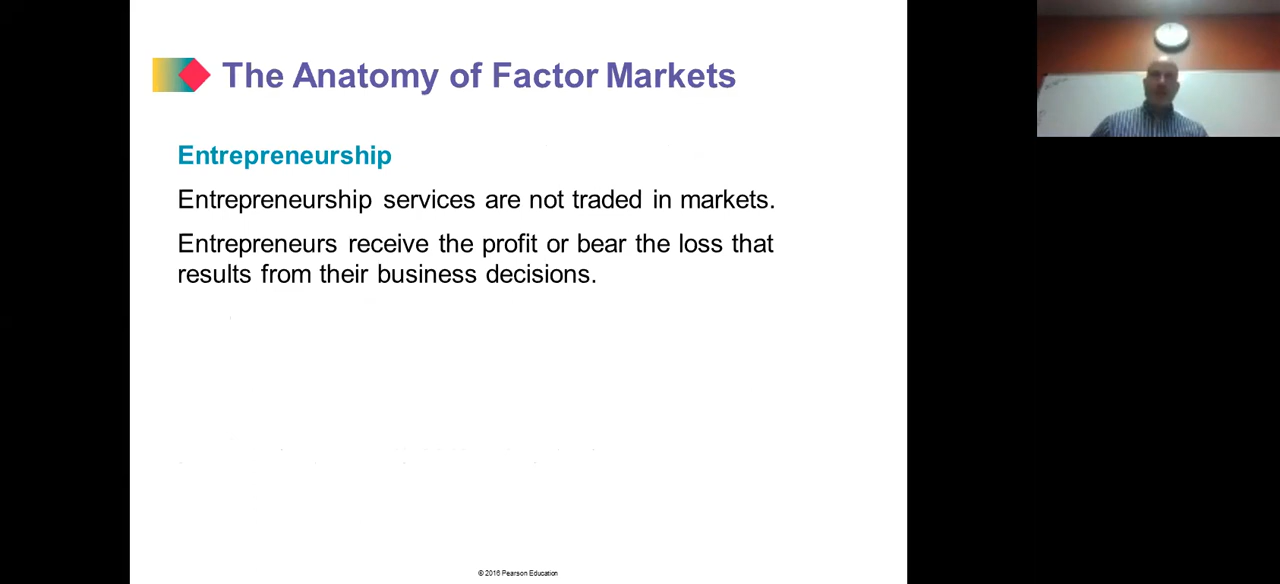 The Anatomy of Factor Markets
Entrepreneurship
Entrepreneurship services are not traded in markets.
Entrepreneurs receive the profit or bear the loss that
results from their business decisions.
© 2016 Pearson Education